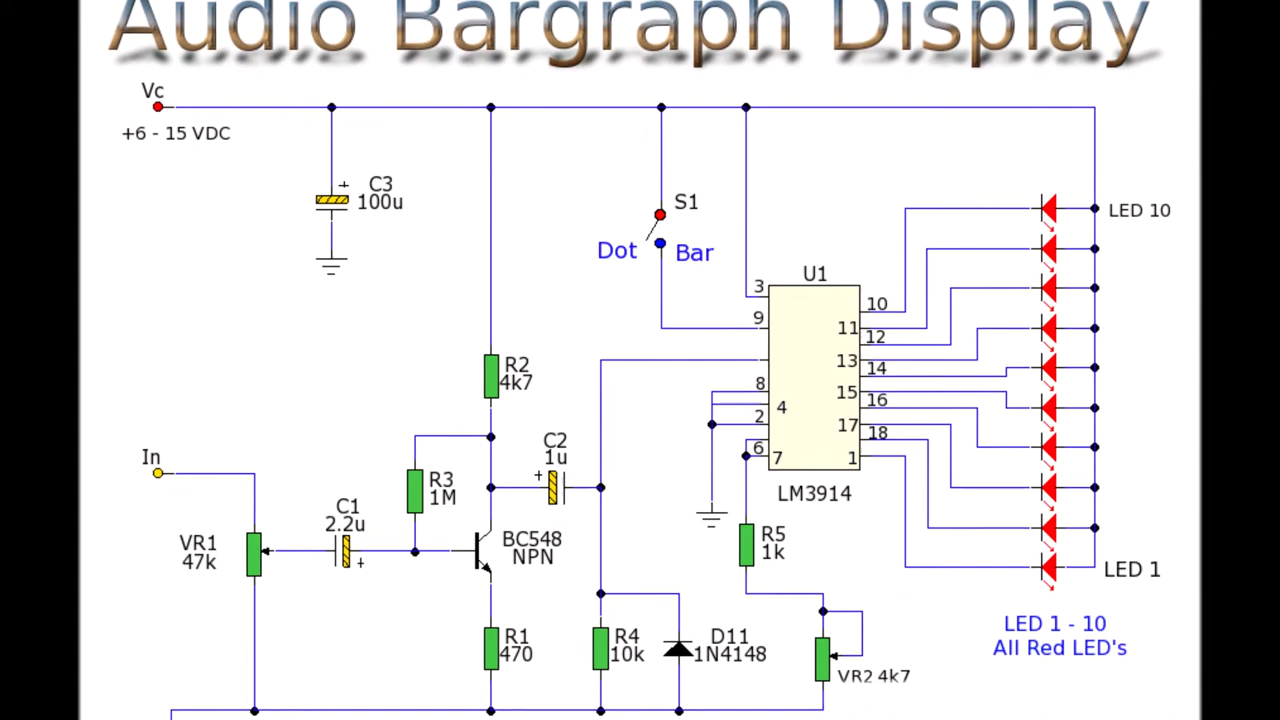 Audio Bargraph Display
Vc
+6 - 15 VDC
+
C3
100u
S1
Dot
Bar
LED 10
U1
3
10
9
11
12
13
14
8
15
4
16
2
17
18
6
7
1
LM3914
R2
4k7
In
R3
1M
C2
1u
+
C1
2.2u
+
VR1
47k
BC548
NPN
R5
1k
LED 1
R1
470
R4
10k
D11
1N4148
VR2 4k7
LED 1 - 10
All Red LED's